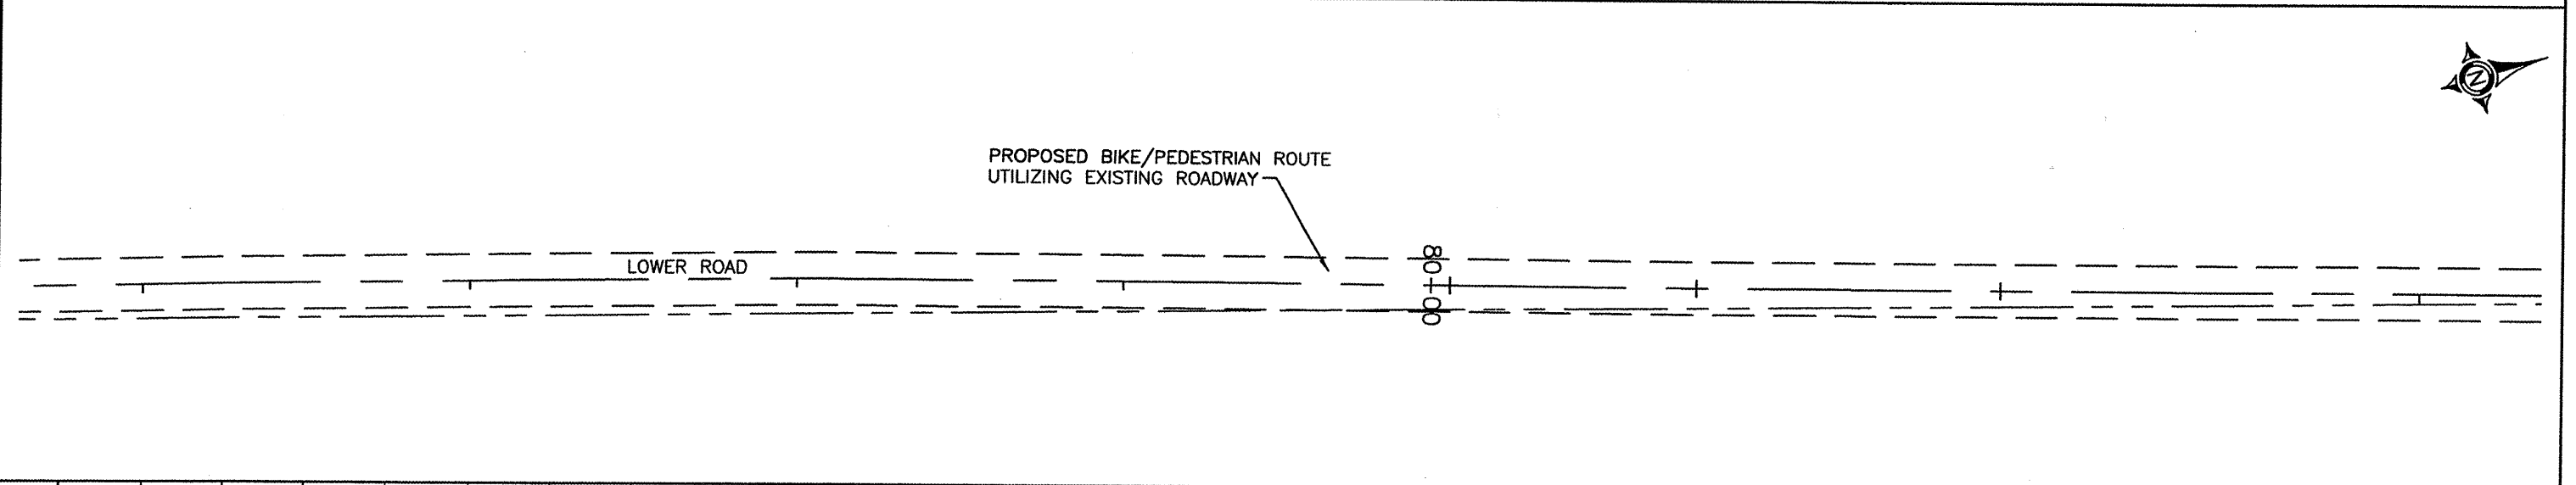 N
PROPOSED BIKE/PEDESTRIAN ROUTE
UTILIZING EXISTING ROADWAY
LOWER ROAD
80+00